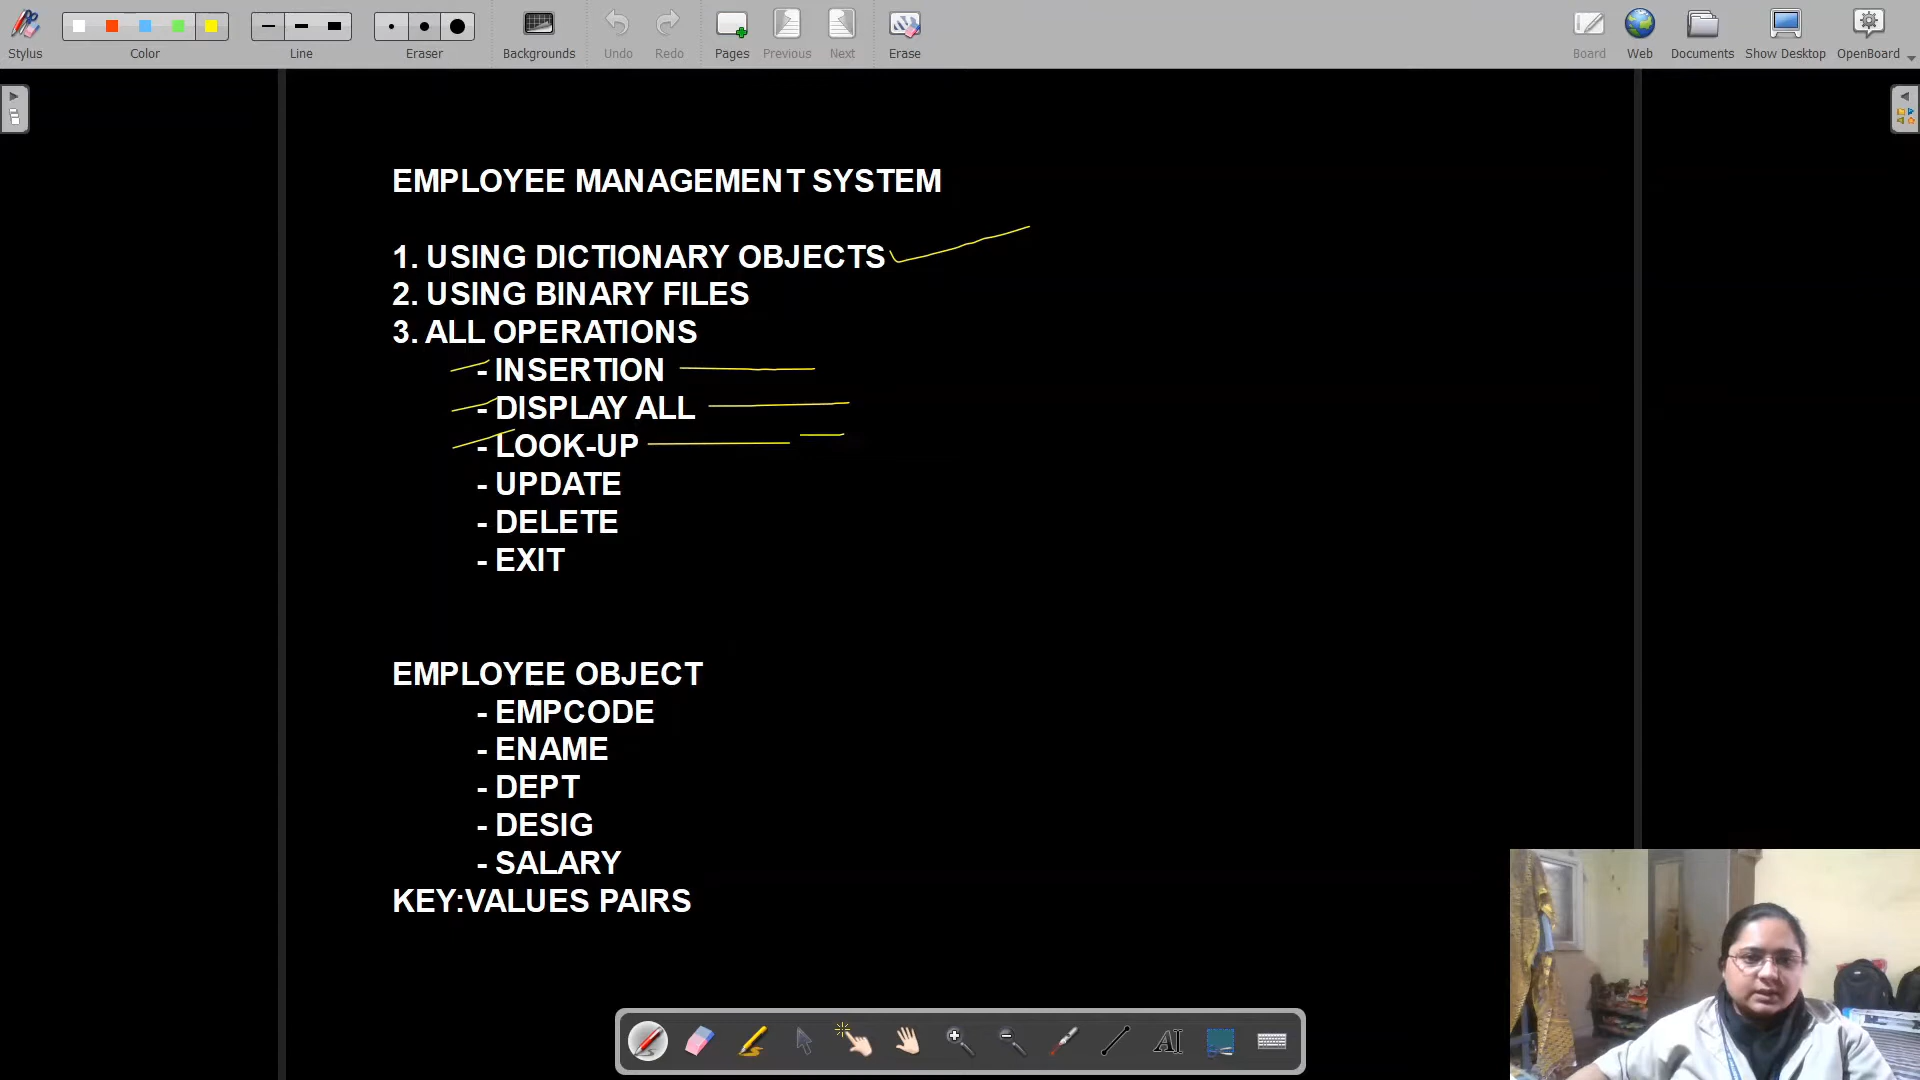 Stylus
Color
Line
Eraser
Backgrounds
Undo
Redo
Pages
Previous
Next
Erase
Board
Web
Documents
Show Desktop
OpenBoard
EMPLOYEE MANAGEMENT SYSTEM
1. USING DICTIONARY OBJECTS
2. USING BINARY FILES
3. ALL OPERATIONS
- INSERTION
- DISPLAY ALL
- LOOK-UP
- UPDATE
- DELETE
- EXIT
EMPLOYEE OBJECT
- EMPCODE
- ENAME
- DEPT
- DESIG
- SALARY
KEY:VALUES PAIRS